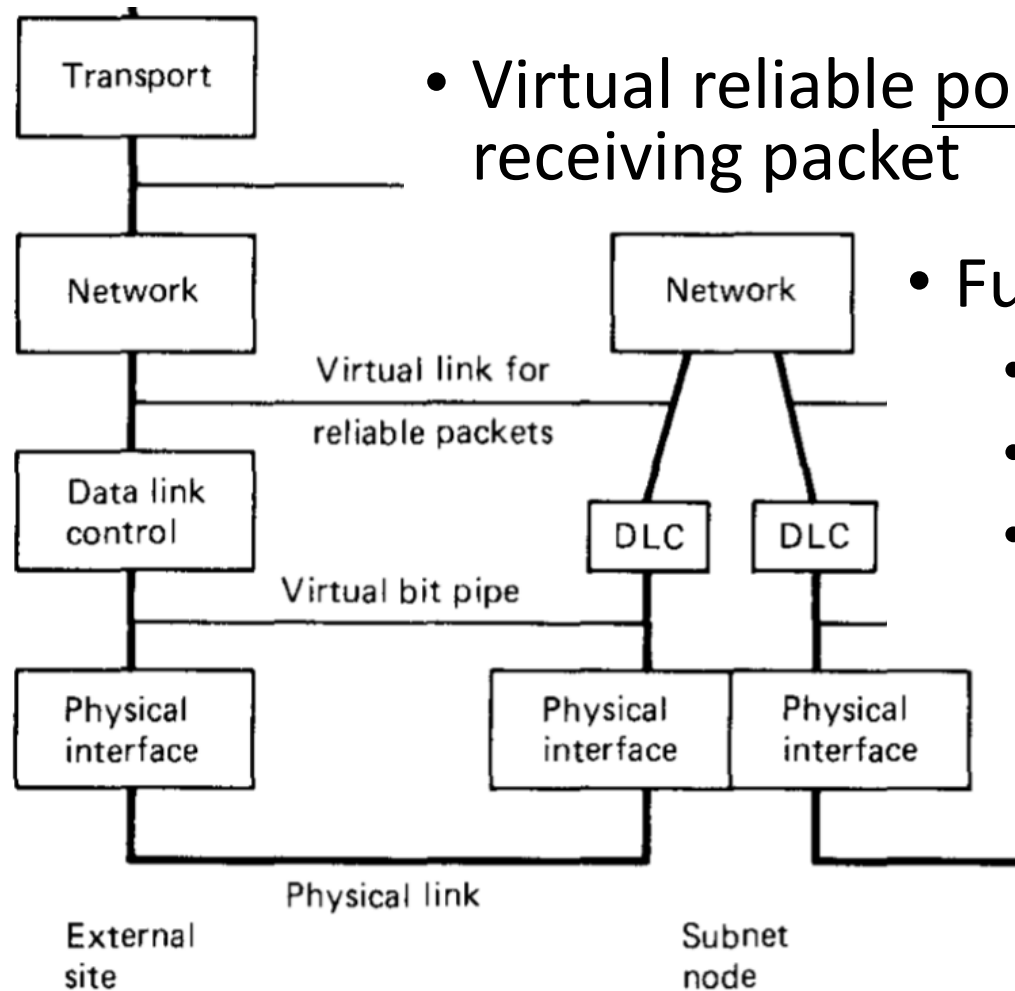 Transport
• Virtual reliable po
receiving packet
Network
Network
• Fu
•
•
•
Virtual link for
reliable packets
Data link
control
DLC
DLC
Virtual bit pipe
Physical
interface
Physical
interface
Physical
interface
Physical link
External
site
Subnet
node